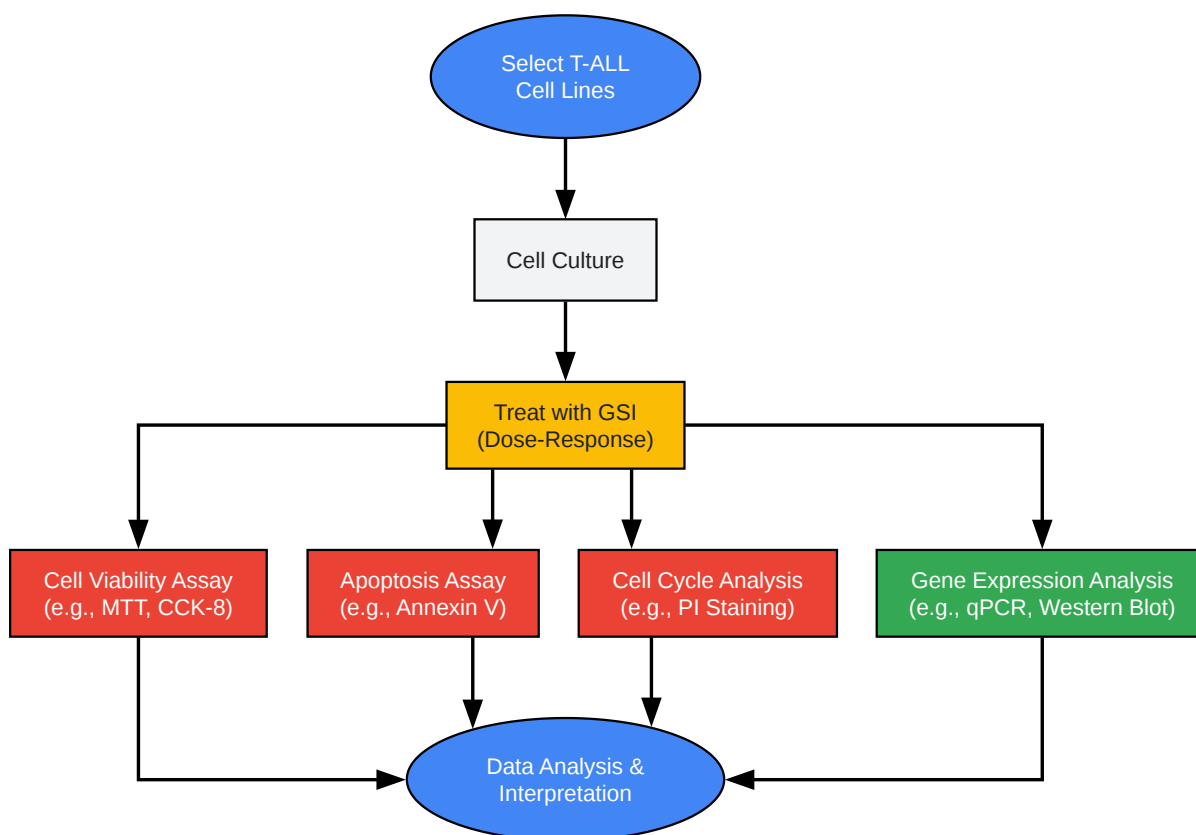 Select T-ALL
Cell Lines
Cell Culture
Treat with GSI
(Dose-Response)
Cell Viability Assay
(e.g., MTT, CCK-8)
Apoptosis Assay
(e.g., Annexin V)
Cell Cycle Analysis
(e.g., PI Staining)
Gene Expression Analysis
(e.g., qPCR, Western Blot)
Data Analysis &
Interpretation